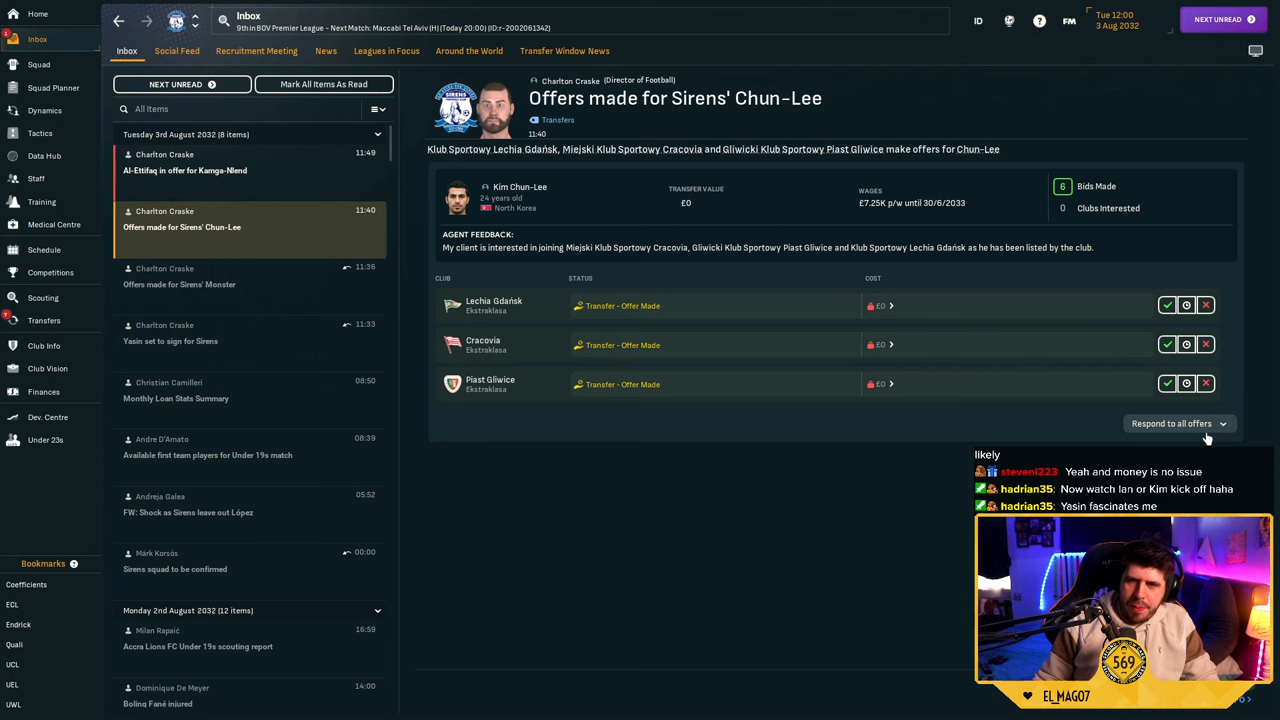 Inbox
9th in BOV Premier League - Next Match: Maccabi Tel Aviv (H) (Today 20:00) (ID:r-2002061342)
ID
FM
Tue 12:00
3 Aug 2032
NEXT UNREAD
Home
1
Inbox
Squad
Squad Planner
Dynamics
Tactics
Data Hub
Staff
Training
Medical Centre
Schedule
Competitions
Scouting
7
Transfers
Club Info
Club Vision
Finances
Dev. Centre
Under 23s
Bookmarks
Coefficients
ECL
Endrick
Quali
UCL
UEL
UWL
Inbox
Social Feed
Recruitment Meeting
News
Leagues in Focus
Around the World
Transfer Window News
NEXT UNREAD
Mark All Items As Read
All Items
Tuesday 3rd August 2032 (8 items)
Charlton Craske 11:49
Al-Ettifaq in offer for Kamga-Nlend
Charlton Craske 11:40
Offers made for Sirens' Chun-Lee
Charlton Craske 11:36
Offers made for Sirens' Monster
Charlton Craske 11:33
Yasin set to sign for Sirens
Christian Camilleri 08:50
Monthly Loan Stats Summary
Andre D'Amato 08:39
Available first team players for Under 19s match
Andreja Galea 05:52
FW: Shock as Sirens leave out López
Márk Korsós 00:00
Sirens squad to be confirmed
Monday 2nd August 2032 (12 items)
Milan Rapaić 16:59
Accra Lions FC Under 19s scouting report
Dominique De Meyer 14:00
Boling Fané injured
SIRENS
Charlton Craske (Director of Football)
Offers made for Sirens' Chun-Lee
Transfers
11:40
Klub Sportowy Lechia Gdańsk, Miejski Klub Sportowy Cracovia and Gliwicki Klub Sportowy Piast Gliwice make offers for Chun-Lee
Kim Chun-Lee
24 years old
North Korea
TRANSFER VALUE
£0
WAGES
£7.25K p/w until 30/6/2033
6 Bids Made
0 Clubs Interested
AGENT FEEDBACK:
My client is interested in joining Miejski Klub Sportowy Cracovia, Gliwicki Klub Sportowy Piast Gliwice and Klub Sportowy Lechia Gdańsk as he has been listed by the club.
CLUB STATUS COST
Lechia Gdańsk
Ekstraklasa
Transfer - Offer Made
£0
Cracovia
Ekstraklasa
Transfer - Offer Made
£0
Piast Gliwice
Ekstraklasa
Transfer - Offer Made
£0
Respond to all offers
likely
stevenl223 Yeah and money is no issue
hadrian35: Now watch Ian or Kim kick off haha
hadrian35: Yasin fascinates me
569
EL_MAG07